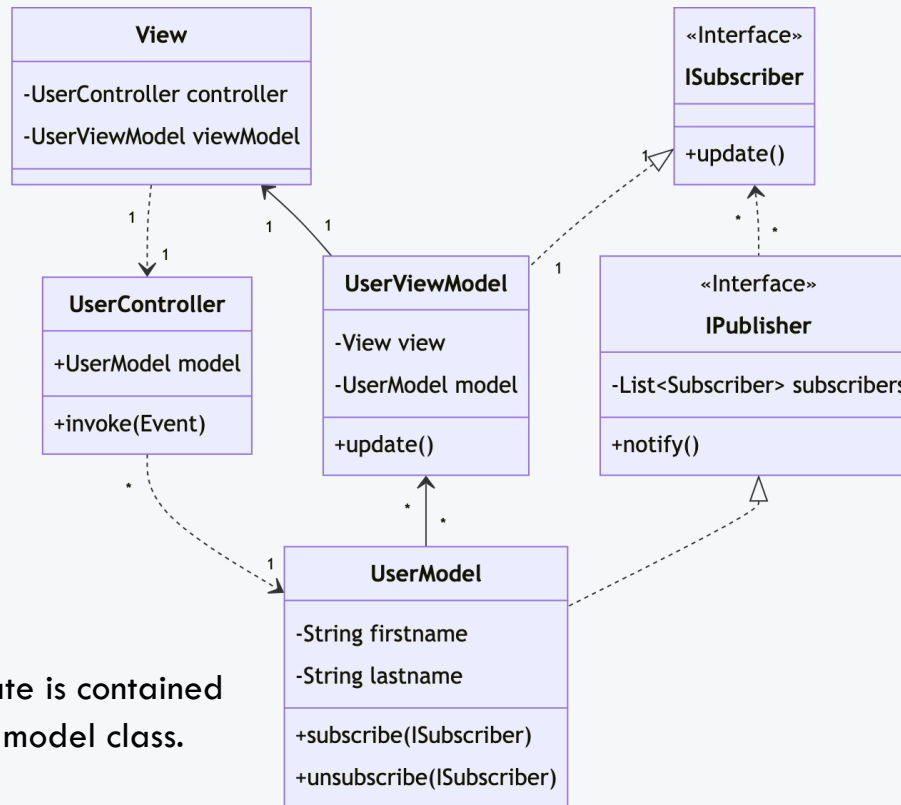 View
-UserController controller
-UserViewModel viewModel
«Interface»
ISubscriber
+update()
1
1
1
1
1
1
*
*
UserController
+UserModel model
+invoke(Event)
UserViewModel
-View view
-UserModel model
+update()
«Interface»
IPublisher
-List<Subscriber> subscribers
+notify()
*
1
*
*
UserModel
-String firstname
-String lastname
+subscribe(ISubscriber)
+unsubscribe(ISubscriber)
is contained
model class.